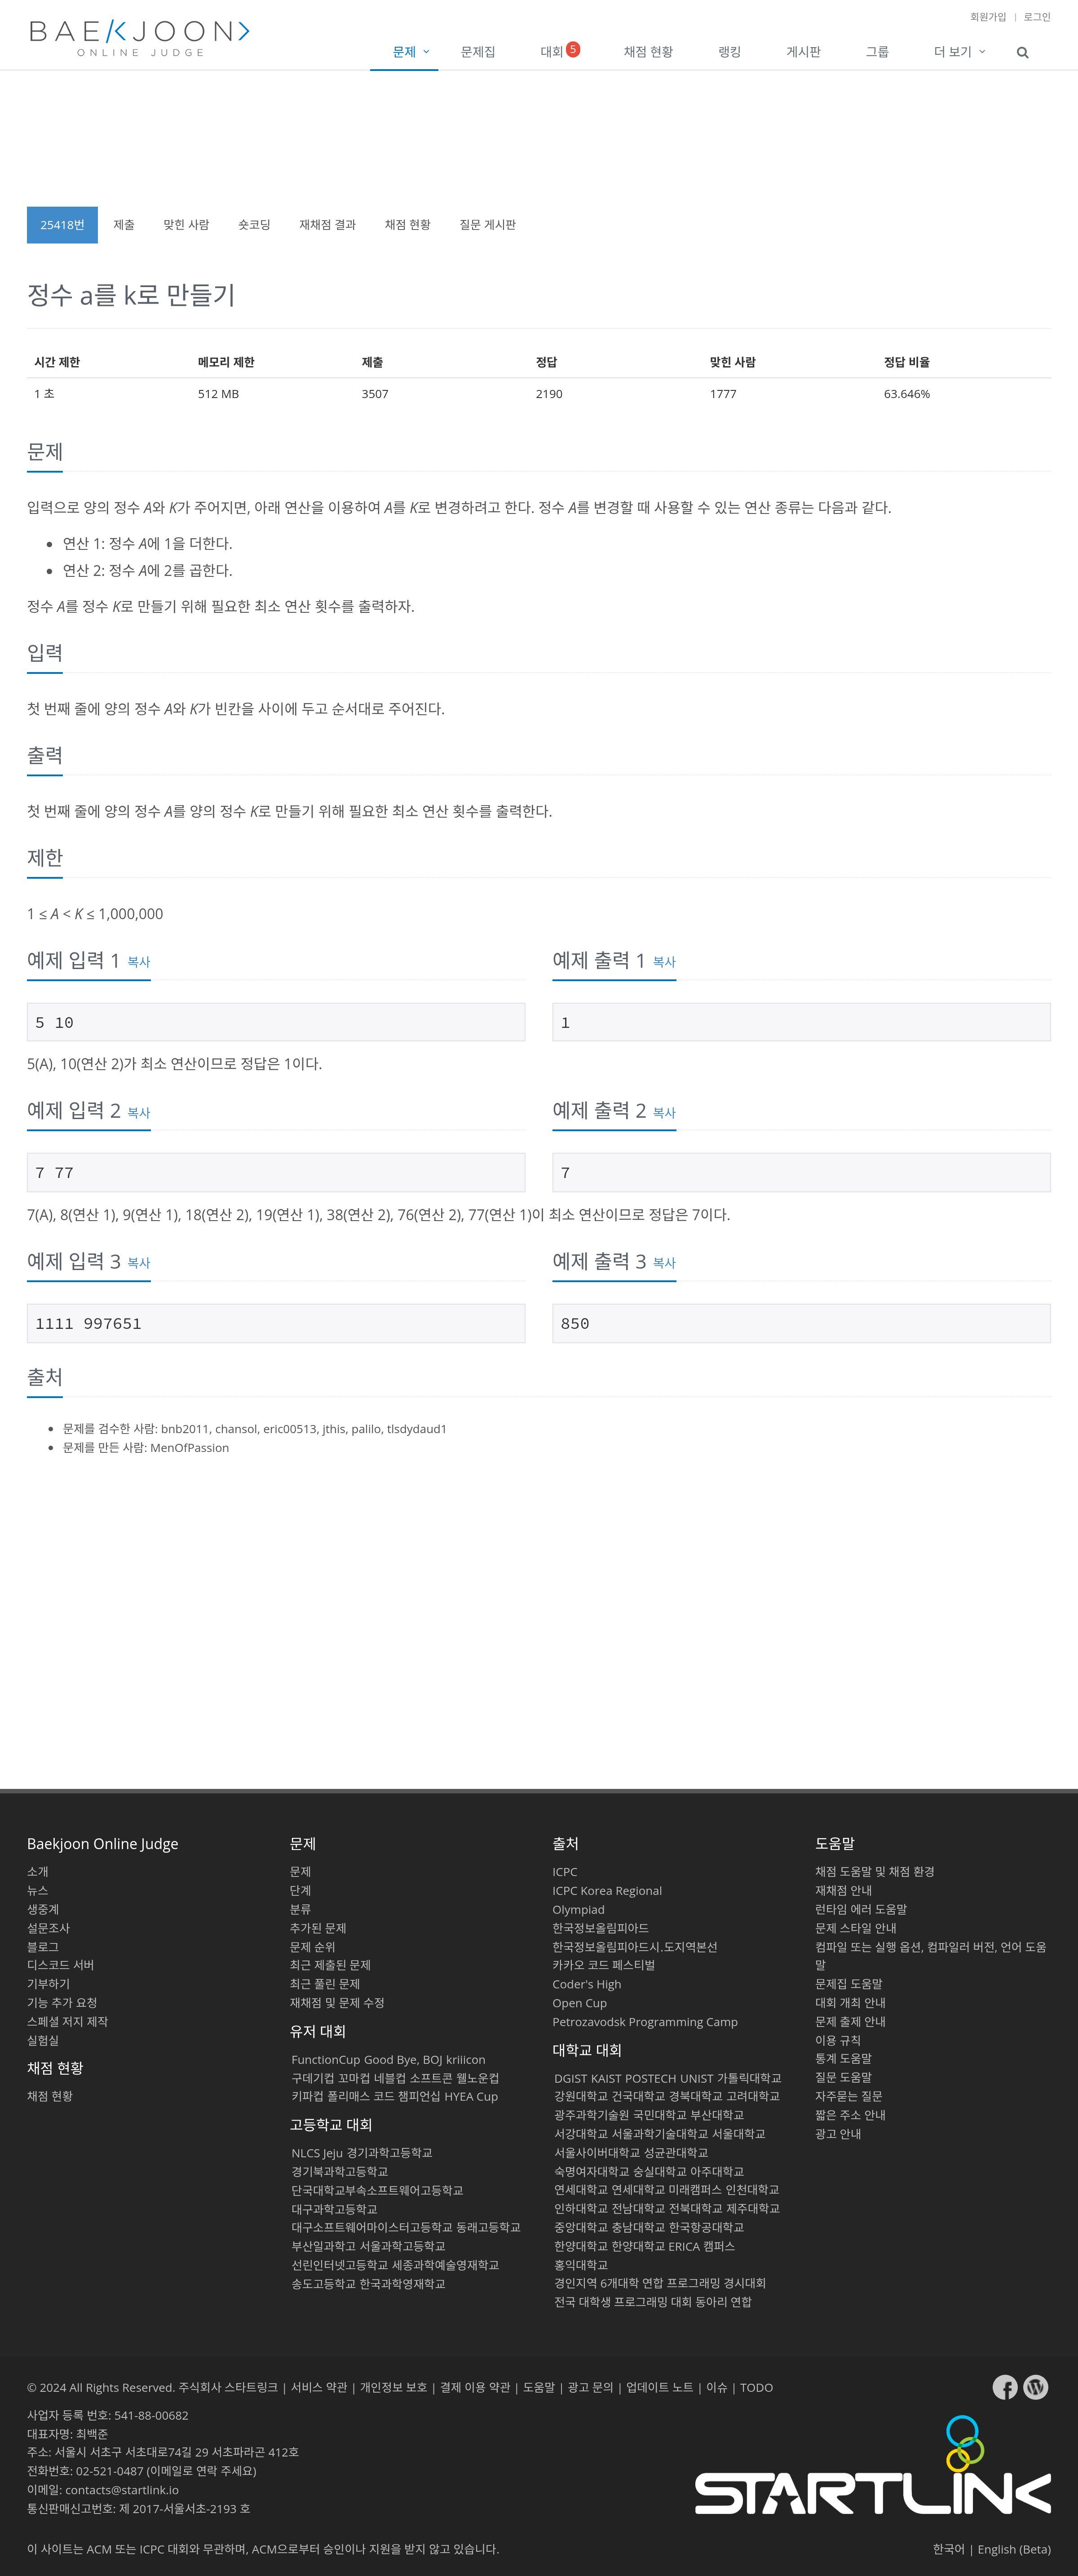 회원가입 | 로그인
BAEKJOON>
ONLINE JUDGE
문제 문제집 대회 5 채점 현황 랭킹 게시판 그룹 더 보기
25418번 제출 맞힌 사람 숏코딩 재채점 결과 채점 현황 질문 게시판
정수 a를 k로 만들기
시간 제한 메모리 제한 제출 정답 맞힌 사람 정답 비율
1 초 512 MB 3507 2190 1777 63.646%
문제
입력으로 양의 정수 A와 K가 주어지면, 아래 연산을 이용하여 A를 K로 변경하려고 한다. 정수 A를 변경할 때 사용할 수 있는 연산 종류는 다음과 같다.
• 연산 1: 정수 A에 1을 더한다.
• 연산 2: 정수 A에 2를 곱한다.
정수 A를 정수 K로 만들기 위해 필요한 최소 연산 횟수를 출력하자.
입력
첫 번째 줄에 양의 정수 A와 K가 빈칸을 사이에 두고 순서대로 주어진다.
출력
첫 번째 줄에 양의 정수 A를 양의 정수 K로 만들기 위해 필요한 최소 연산 횟수를 출력한다.
제한
1 ≤ A < K ≤ 1,000,000
예제 입력 1 복사
5 10
예제 출력 1 복사
1
5(A), 10(연산 2)가 최소 연산이므로 정답은 1이다.
예제 입력 2 복사
7 77
예제 출력 2 복사
7
7(A), 8(연산 1), 9(연산 1), 18(연산 2), 19(연산 1), 38(연산 2), 76(연산 2), 77(연산 1)이 최소 연산이므로 정답은 7이다.
예제 입력 3 복사
1111 997651
예제 출력 3 복사
850
출처
• 문제를 검수한 사람: bnb2011, chansol, eric00513, jthis, palilo, tlsdydaud1
• 문제를 만든 사람: MenOfPassion
Baekjoon Online Judge
소개
뉴스
생중계
설문조사
블로그
디스코드 서버
기부하기
기능 추가 요청
스페셜 저지 제작
실험실
채점 현황
채점 현황
문제
문제
단계
분류
추가된 문제
문제 순위
최근 제출된 문제
최근 풀린 문제
재채점 및 문제 수정
유저 대회
FunctionCup Good Bye, BOJ kriiicon
구데기컵 꼬마컵 네블컵 소프트콘 웰노운컵
키파컵 폴리매스 코드 챔피언십 HYEA Cup
고등학교 대회
NLCS Jeju 경기과학고등학교
경기북과학고등학교
단국대학교부속소프트웨어고등학교
대구과학고등학교
대구소프트웨어마이스터고등학교 동래고등학교
부산일과학고 서울과학고등학교
선린인터넷고등학교 세종과학예술영재학교
송도고등학교 한국과학영재학교
출처
ICPC
ICPC Korea Regional
Olympiad
한국정보올림피아드
한국정보올림피아드시.도지역본선
카카오 코드 페스티벌
Coder's High
Open Cup
Petrozavodsk Programming Camp
대학교 대회
DGIST KAIST POSTECH UNIST 가톨릭대학교
강원대학교 건국대학교 경북대학교 고려대학교
광주과학기술원 국민대학교 부산대학교
서강대학교 서울과학기술대학교 서울대학교
서울사이버대학교 성균관대학교
숙명여자대학교 숭실대학교 아주대학교
연세대학교 연세대학교 미래캠퍼스 인천대학교
인하대학교 전남대학교 전북대학교 제주대학교
중앙대학교 충남대학교 한국항공대학교
한양대학교 한양대학교 ERICA 캠퍼스
홍익대학교
경인지역 6개대학 연합 프로그래밍 경시대회
전국 대학생 프로그래밍 대회 동아리 연합
도움말
채점 도움말 및 채점 환경
재채점 안내
런타임 에러 도움말
문제 스타일 안내
컴파일 또는 실행 옵션, 컴파일러 버전, 언어 도움
말
문제집 도움말
대회 개최 안내
문제 출제 안내
이용 규칙
통계 도움말
질문 도움말
자주묻는 질문
짧은 주소 안내
광고 안내
© 2024 All Rights Reserved. 주식회사 스타트링크 | 서비스 약관 | 개인정보 보호 | 결제 이용 약관 | 도움말 | 광고 문의 | 업데이트 노트 | 이슈 | TODO
사업자 등록 번호: 541-88-00682
대표자명: 최백준
주소: 서울시 서초구 서초대로74길 29 서초파라곤 412호
전화번호: 02-521-0487 (이메일로 연락 주세요)
이메일: contacts@startlink.io
통신판매신고번호: 제 2017-서울서초-2193 호
STARTLINK
이 사이트는 ACM 또는 ICPC 대회와 무관하며, ACM으로부터 승인이나 지원을 받지 않고 있습니다.
한국어 | English (Beta)